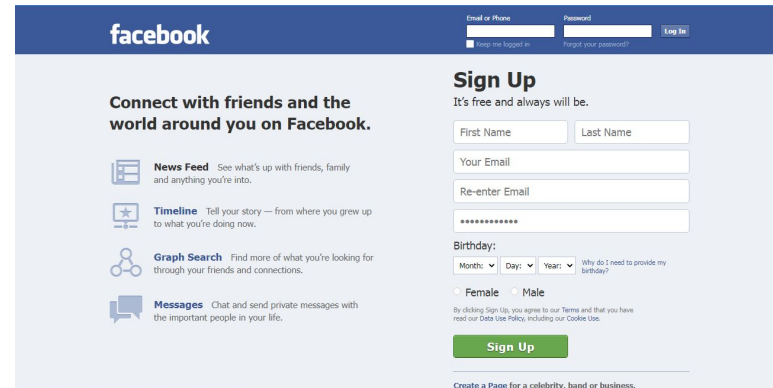 facebook
Email or Phone
Password
Log In
Keep me logged in
Forgot your password?
Connect with friends and the
world around you on Facebook.
News Feed See what's up with friends, family
and anything you're into.
Timeline Tell your story — from where you grew up
to what you're doing now.
Graph Search Find more of what you're looking for
through your friends and connections.
Messages Chat and send private messages with
the important people in your life.
Sign Up
It's free and always will be.
First Name
Last Name
Your Email
Re-enter Email
••••••••••••
Birthday:
Month: Day: Year:
Why do I need to provide my
birthday?
Female Male
By clicking Sign Up, you agree to our Terms and that you have
read our Data Use Policy, including our Cookie Use.
Sign Up
Create a Page for a celebrity, band or business.